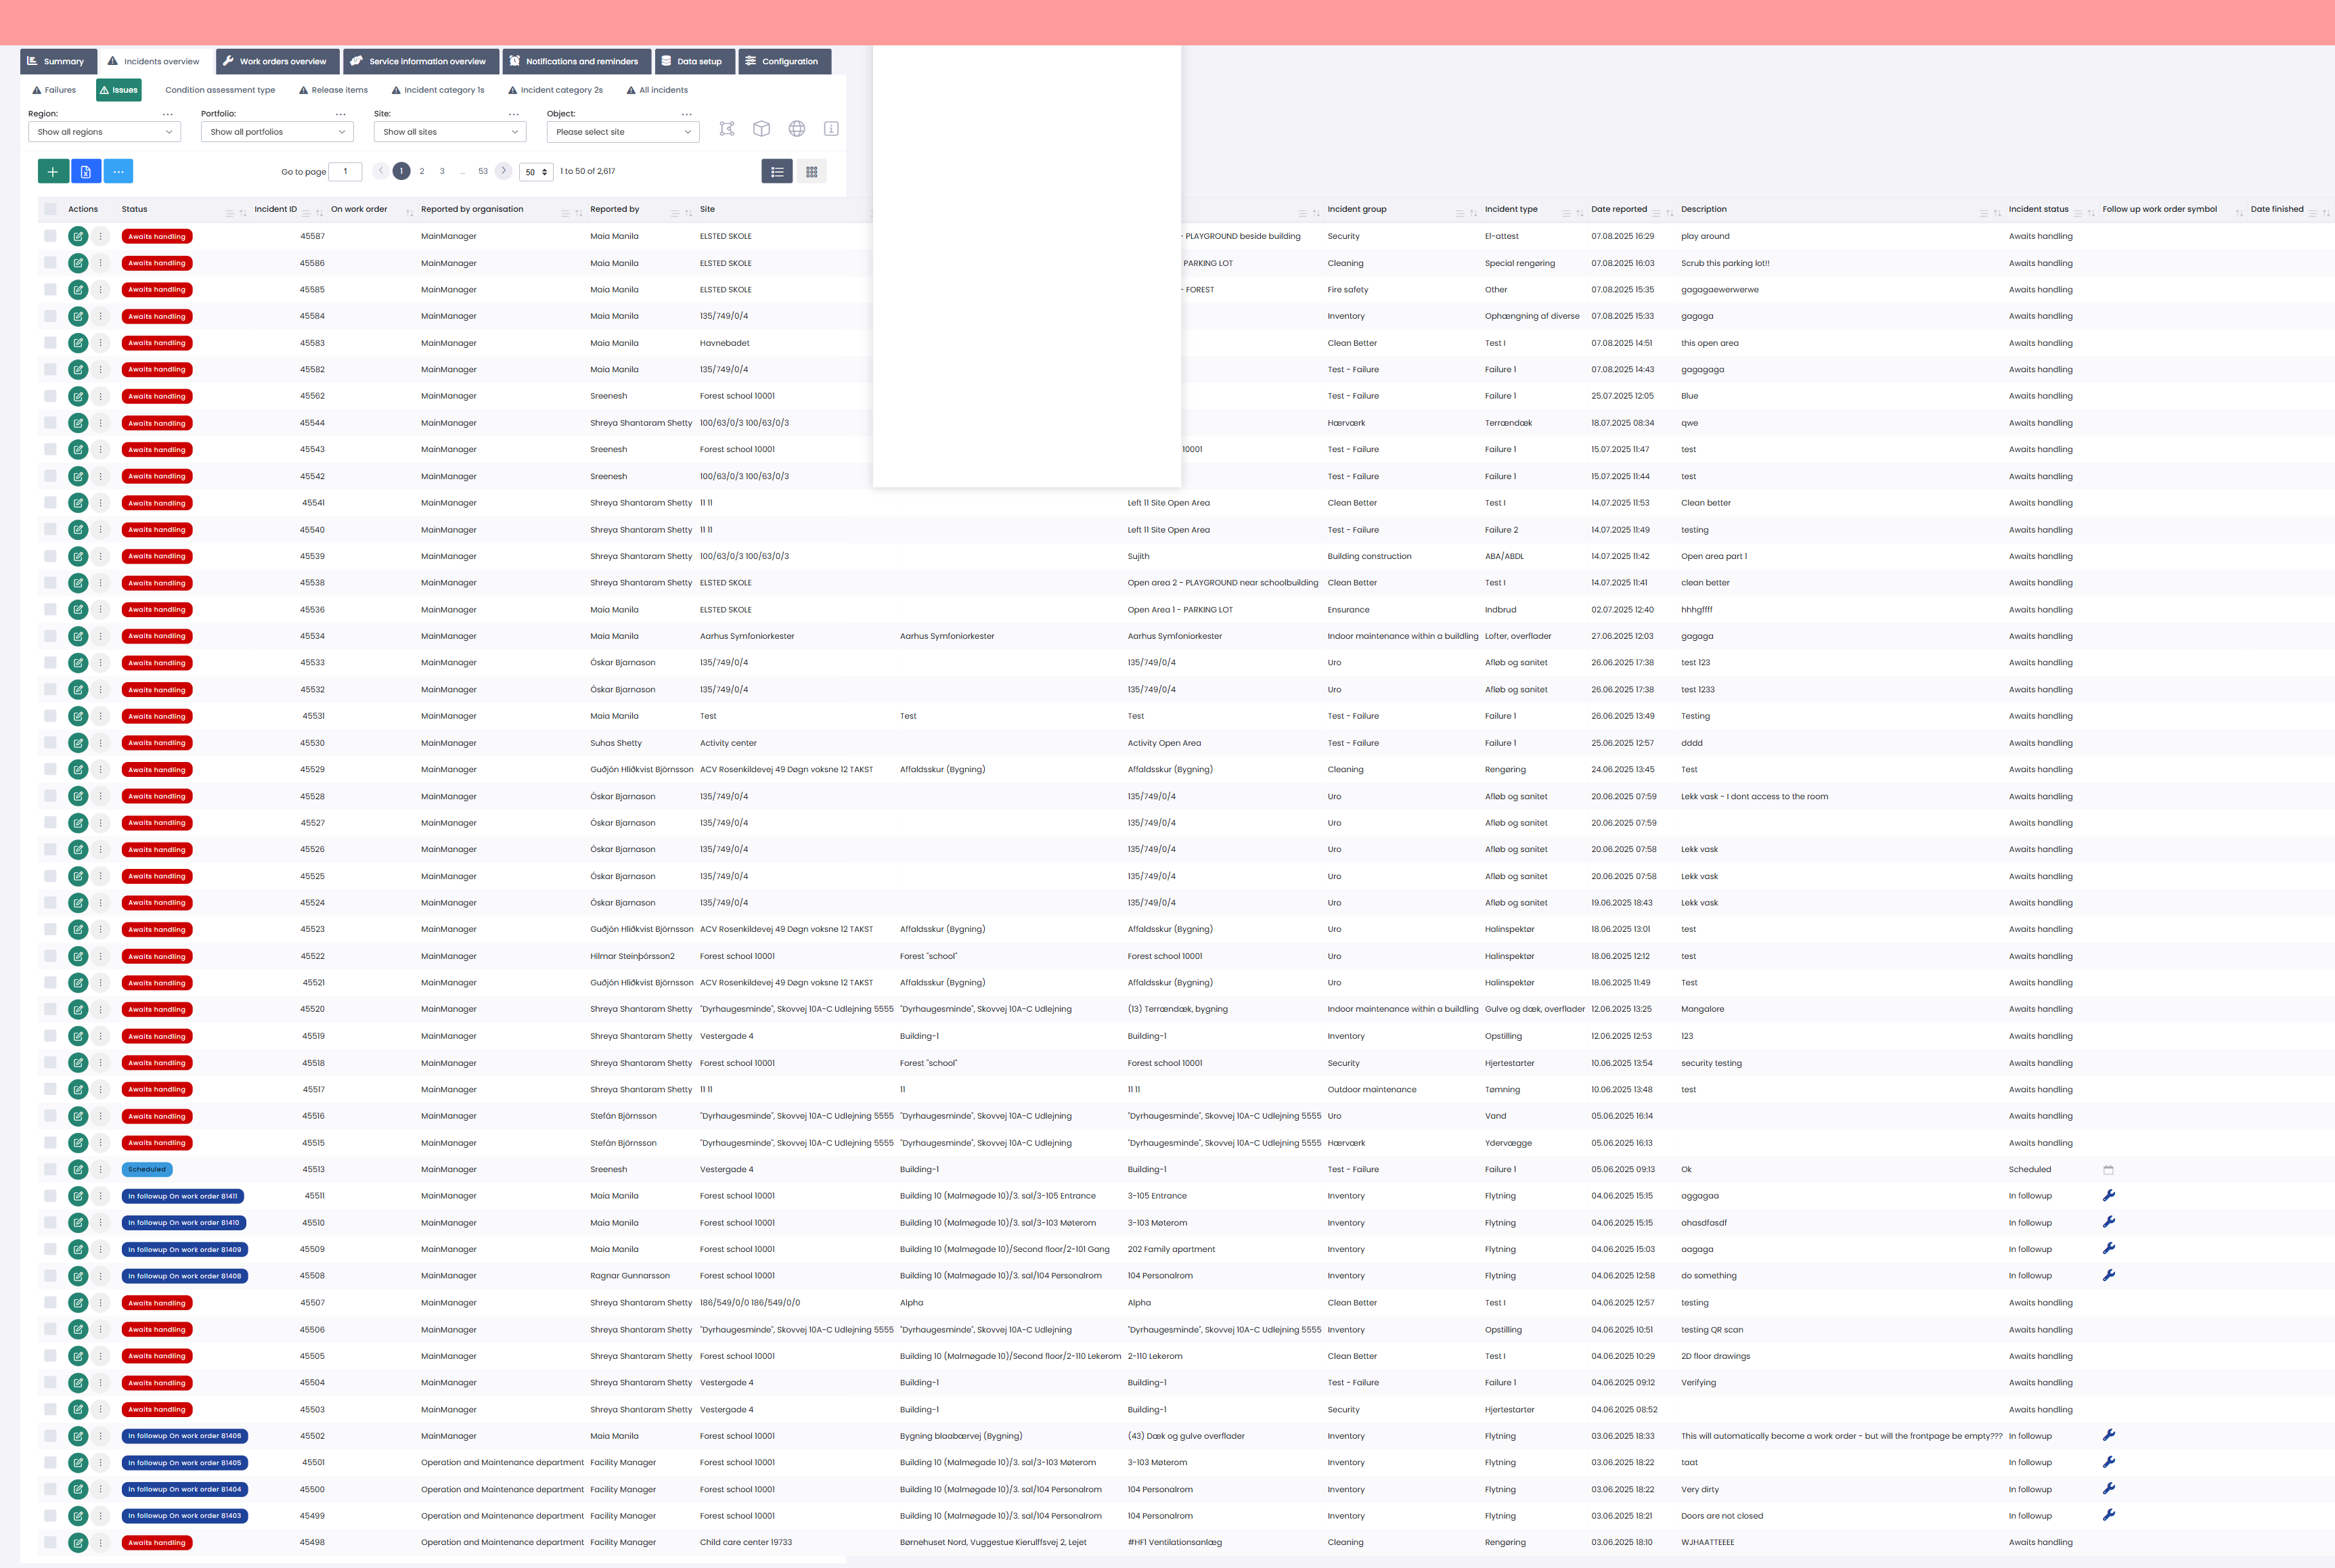 Summary Incidents overview Work orders overview Service information overview Notifications and reminders Data setup Configuration
Failures Issues Condition assessment type Release items Incident category 1s Incident category 2s All incidents
Region: ... Portfolio: ... Site: ... Object: ...
Show all regions Show all portfolios Show all sites Please select site
+ ... Go to page 1 1 2 3 ... 53 50 1 to 50 of 2,617
Actions Status Incident ID On work order Reported by organisation Reported by Site Incident group Incident type Date reported Description Incident status Follow up work order symbol Date finished
Awaits handling 45587 MainManager Maia Manila ELSTED SKOLE - PLAYGROUND beside building Security El-attest 07.08.2025 16:29 play around Awaits handling
Awaits handling 45586 MainManager Maia Manila ELSTED SKOLE PARKING LOT Cleaning Special rengøring 07.08.2025 16:03 Scrub this parking lot!! Awaits handling
Awaits handling 45585 MainManager Maia Manila ELSTED SKOLE - FOREST Fire safety Other 07.08.2025 15:35 gagagaewerwerwe Awaits handling
Awaits handling 45584 MainManager Maia Manila 135/749/0/4 Inventory Ophængning af diverse 07.08.2025 15:33 gagaga Awaits handling
Awaits handling 45583 MainManager Maia Manila Havnebadet Clean Better Test I 07.08.2025 14:51 this open area Awaits handling
Awaits handling 45582 MainManager Maia Manila 135/749/0/4 Test - Failure Failure 1 07.08.2025 14:43 gagagaga Awaits handling
Awaits handling 45562 MainManager Sreenesh Forest school 10001 Test - Failure Failure 1 25.07.2025 12:05 Blue Awaits handling
Awaits handling 45544 MainManager Shreya Shantaram Shetty 100/63/0/3 100/63/0/3 Hærværk Terrændæk 18.07.2025 08:34 qwe Awaits handling
Awaits handling 45543 MainManager Sreenesh Forest school 10001 10001 Test - Failure Failure 1 15.07.2025 11:47 test Awaits handling
Awaits handling 45542 MainManager Sreenesh 100/63/0/3 100/63/0/3 Test - Failure Failure 1 15.07.2025 11:44 test Awaits handling
Awaits handling 45541 MainManager Shreya Shantaram Shetty 11 11 Left 11 Site Open Area Clean Better Test I 14.07.2025 11:53 Clean better Awaits handling
Awaits handling 45540 MainManager Shreya Shantaram Shetty 11 11 Left 11 Site Open Area Test - Failure Failure 2 14.07.2025 11:49 testing Awaits handling
Awaits handling 45539 MainManager Shreya Shantaram Shetty 100/63/0/3 100/63/0/3 Sujith Building construction ABA/ABDL 14.07.2025 11:42 Open area part 1 Awaits handling
Awaits handling 45538 MainManager Shreya Shantaram Shetty ELSTED SKOLE Open area 2 - PLAYGROUND near schoolbuilding Clean Better Test I 14.07.2025 11:41 clean better Awaits handling
Awaits handling 45536 MainManager Maia Manila ELSTED SKOLE Open Area 1 - PARKING LOT Ensurance Indbrud 02.07.2025 12:40 hhhgffff Awaits handling
Awaits handling 45534 MainManager Maia Manila Aarhus Symfoniorkester Aarhus Symfoniorkester Aarhus Symfoniorkester Indoor maintenance within a buildling Lofter, overflader 27.06.2025 12:03 gagaga Awaits handling
Awaits handling 45533 MainManager Óskar Bjarnason 135/749/0/4 135/749/0/4 Uro Afløb og sanitet 26.06.2025 17:38 test 123 Awaits handling
Awaits handling 45532 MainManager Óskar Bjarnason 135/749/0/4 135/749/0/4 Uro Afløb og sanitet 26.06.2025 17:38 test 1233 Awaits handling
Awaits handling 45531 MainManager Maia Manila Test Test Test Test - Failure Failure 1 26.06.2025 13:49 Testing Awaits handling
Awaits handling 45530 MainManager Suhas Shetty Activity center Activity Open Area Test - Failure Failure 1 25.06.2025 12:57 dddd Awaits handling
Awaits handling 45529 MainManager Guðjón Hliðkvist Björnsson ACV Rosenkildevej 49 Døgn voksne 12 TAKST Affaldsskur (Bygning) Affaldsskur (Bygning) Cleaning Rengøring 24.06.2025 13:45 Test Awaits handling
Awaits handling 45528 MainManager Óskar Bjarnason 135/749/0/4 135/749/0/4 Uro Afløb og sanitet 20.06.2025 07:59 Lekk vask - I dont access to the room Awaits handling
Awaits handling 45527 MainManager Óskar Bjarnason 135/749/0/4 135/749/0/4 Uro Afløb og sanitet 20.06.2025 07:59 Awaits handling
Awaits handling 45526 MainManager Óskar Bjarnason 135/749/0/4 135/749/0/4 Uro Afløb og sanitet 20.06.2025 07:58 Lekk vask Awaits handling
Awaits handling 45525 MainManager Óskar Bjarnason 135/749/0/4 135/749/0/4 Uro Afløb og sanitet 20.06.2025 07:58 Lekk vask Awaits handling
Awaits handling 45524 MainManager Óskar Bjarnason 135/749/0/4 135/749/0/4 Uro Afløb og sanitet 19.06.2025 18:43 Lekk vask Awaits handling
Awaits handling 45523 MainManager Guðjón Hliðkvist Björnsson ACV Rosenkildevej 49 Døgn voksne 12 TAKST Affaldsskur (Bygning) Affaldsskur (Bygning) Uro Halinspektør 18.06.2025 13:01 test Awaits handling
Awaits handling 45522 MainManager Hilmar Steinþórsson2 Forest school 10001 Forest "school" Forest school 10001 Uro Halinspektør 18.06.2025 12:12 test Awaits handling
Awaits handling 45521 MainManager Guðjón Hliðkvist Björnsson ACV Rosenkildevej 49 Døgn voksne 12 TAKST Affaldsskur (Bygning) Affaldsskur (Bygning) Uro Halinspektør 18.06.2025 11:49 Test Awaits handling
Awaits handling 45520 MainManager Shreya Shantaram Shetty "Dyrhaugesminde", Skovvej 10A-C Udlejning 5555 "Dyrhaugesminde", Skovvej 10A-C Udlejning (13) Terrændæk, bygning Indoor maintenance within a buildling Gulve og dæk, overflader 12.06.2025 13:25 Mangalore Awaits handling
Awaits handling 45519 MainManager Shreya Shantaram Shetty Vestergade 4 Building-1 Building-1 Inventory Opstilling 12.06.2025 12:53 123 Awaits handling
Awaits handling 45518 MainManager Shreya Shantaram Shetty Forest school 10001 Forest "school" Forest school 10001 Security Hjertestarter 10.06.2025 13:54 security testing Awaits handling
Awaits handling 45517 MainManager Shreya Shantaram Shetty 11 11 11 11 11 Outdoor maintenance Tømning 10.06.2025 13:48 test Awaits handling
Awaits handling 45516 MainManager Stefán Björnsson "Dyrhaugesminde", Skovvej 10A-C Udlejning 5555 "Dyrhaugesminde", Skovvej 10A-C Udlejning "Dyrhaugesminde", Skovvej 10A-C Udlejning 5555 Uro Vand 05.06.2025 16:14 Awaits handling
Awaits handling 45515 MainManager Stefán Björnsson "Dyrhaugesminde", Skovvej 10A-C Udlejning 5555 "Dyrhaugesminde", Skovvej 10A-C Udlejning "Dyrhaugesminde", Skovvej 10A-C Udlejning 5555 Hærværk Ydervægge 05.06.2025 16:13 Awaits handling
Scheduled 45513 MainManager Sreenesh Vestergade 4 Building-1 Building-1 Test - Failure Failure 1 05.06.2025 09:13 Ok Scheduled
In followup On work order 81411 45511 MainManager Maia Manila Forest school 10001 Building 10 (Malmøgade 10)/3. sal/3-105 Entrance 3-105 Entrance Inventory Flytning 04.06.2025 15:15 aggagaa In followup
In followup On work order 81410 45510 MainManager Maia Manila Forest school 10001 Building 10 (Malmøgade 10)/3. sal/3-103 Møterom 3-103 Møterom Inventory Flytning 04.06.2025 15:15 ahasdfasdf In followup
In followup On work order 81409 45509 MainManager Maia Manila Forest school 10001 Building 10 (Malmøgade 10)/Second floor/2-101 Gang 202 Family apartment Inventory Flytning 04.06.2025 15:03 aagaga In followup
In followup On work order 81408 45508 MainManager Ragnar Gunnarsson Forest school 10001 Building 10 (Malmøgade 10)/3. sal/104 Personalrom 104 Personalrom Inventory Flytning 04.06.2025 12:58 do something In followup
Awaits handling 45507 MainManager Shreya Shantaram Shetty 186/549/0/0 186/549/0/0 Alpha Alpha Clean Better Test I 04.06.2025 12:57 testing Awaits handling
Awaits handling 45506 MainManager Shreya Shantaram Shetty "Dyrhaugesminde", Skovvej 10A-C Udlejning 5555 "Dyrhaugesminde", Skovvej 10A-C Udlejning "Dyrhaugesminde", Skovvej 10A-C Udlejning 5555 Inventory Opstilling 04.06.2025 10:51 testing QR scan Awaits handling
Awaits handling 45505 MainManager Shreya Shantaram Shetty Forest school 10001 Building 10 (Malmøgade 10)/Second floor/2-110 Lekerom 2-110 Lekerom Clean Better Test I 04.06.2025 10:29 2D floor drawings Awaits handling
Awaits handling 45504 MainManager Shreya Shantaram Shetty Vestergade 4 Building-1 Building-1 Test - Failure Failure 1 04.06.2025 09:12 Verifying Awaits handling
Awaits handling 45503 MainManager Shreya Shantaram Shetty Vestergade 4 Building-1 Building-1 Security Hjertestarter 04.06.2025 08:52 Awaits handling
In followup On work order 81406 45502 MainManager Maia Manila Forest school 10001 Bygning blaabærvej (Bygning) (43) Dæk og gulve overflader Inventory Flytning 03.06.2025 18:33 This will automatically become a work order - but will the frontpage be empty??? In followup
In followup On work order 81405 45501 Operation and Maintenance department Facility Manager Forest school 10001 Building 10 (Malmøgade 10)/3. sal/3-103 Møterom 3-103 Møterom Inventory Flytning 03.06.2025 18:22 taat In followup
In followup On work order 81404 45500 Operation and Maintenance department Facility Manager Forest school 10001 Building 10 (Malmøgade 10)/3. sal/104 Personalrom 104 Personalrom Inventory Flytning 03.06.2025 18:22 Very dirty In followup
In followup On work order 81403 45499 Operation and Maintenance department Facility Manager Forest school 10001 Building 10 (Malmøgade 10)/3. sal/104 Personalrom 104 Personalrom Inventory Flytning 03.06.2025 18:21 Doors are not closed In followup
Awaits handling 45498 Operation and Maintenance department Facility Manager Child care center 19733 Børnehuset Nord, Vuggestue Kierulffsvej 2, Lejet #HF1 Ventilationsanlæg Cleaning Rengøring 03.06.2025 18:10 WJHAATTEEEE Awaits handling